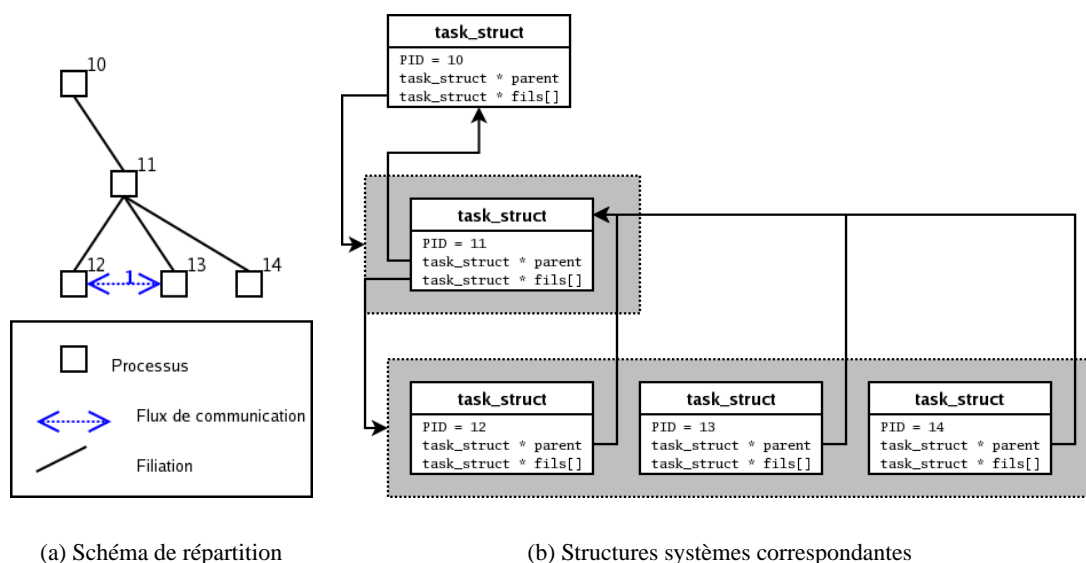 10
11
12
1
13
14
Processus
Flux de communication
Filiation
(a) Schéma de répartition
task_struct
PID = 10
task_struct * parent
task_struct * fils[]
task_struct
PID = 11
task_struct * parent
task_struct * fils[]
task_struct
PID = 12
task_struct * parent
task_struct * fils[]
task_struct
PID = 13
task_struct * parent
task_struct * fils[]
task_struct
PID = 14
task_struct * parent
task_struct * fils[]
(b) Structures systèmes correspondantes